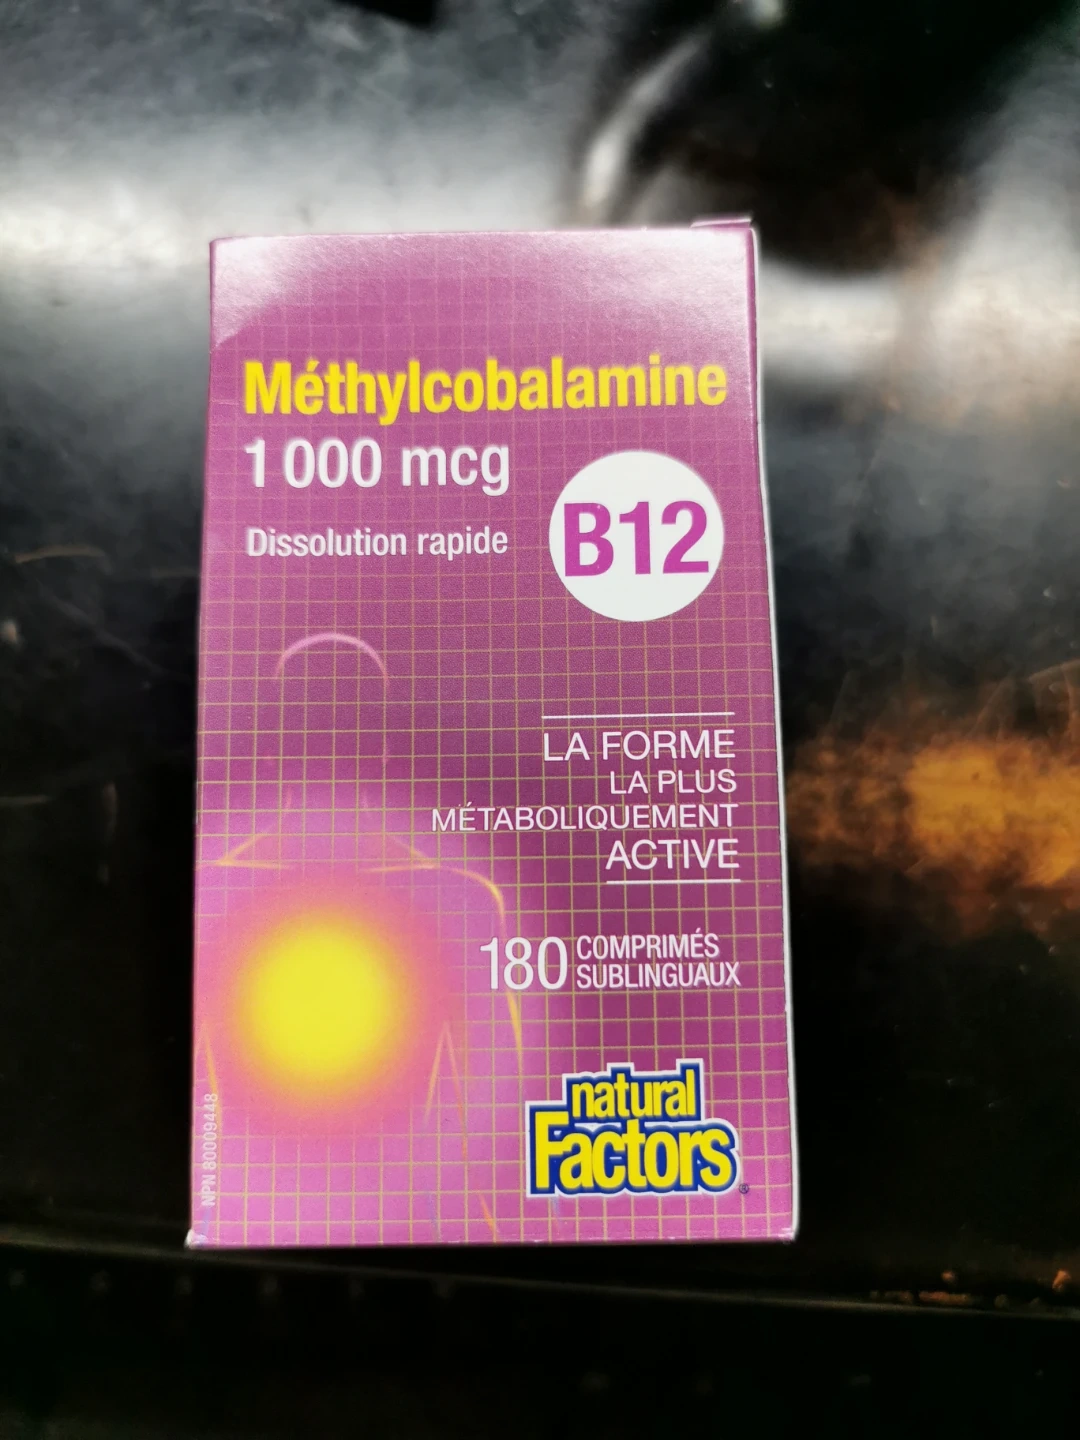 Méthylcobalamine
1 000 mcg
Dissolution rapide
B12
LA FORME
LA PLUS
MÉTABOLIQUEMENT
ACTIVE
180 COMPRIMÉS
SUBLINGUAUX
natural
Factors
®
NPN 80009448